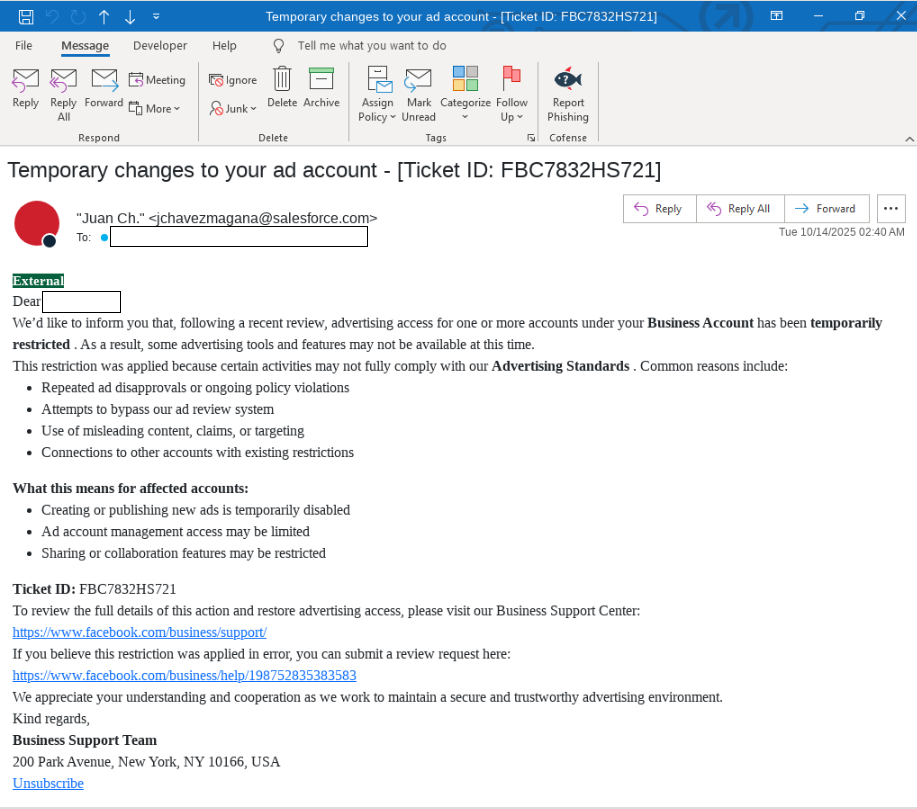 Temporary changes to your ad account - [Ticket ID: FBC7832HS721]
File Message Developer Help Tell me what you want to do
Reply
Reply All
Forward
Meeting
More
Respond
Ignore
Junk
Delete
Archive
Delete
Assign Policy
Mark Unread
Categorize
Follow Up
Tags
Report Phishing
Cofense
Temporary changes to your ad account - [Ticket ID: FBC7832HS721]
"Juan Ch." <jchavezmagana@salesforce.com>
To:
Reply Reply All Forward
Tue 10/14/2025 02:40 AM
External
Dear
We’d like to inform you that, following a recent review, advertising access for one or more accounts under your Business Account has been temporarily
restricted . As a result, some advertising tools and features may not be available at this time.
This restriction was applied because certain activities may not fully comply with our Advertising Standards . Common reasons include:
• Repeated ad disapprovals or ongoing policy violations
• Attempts to bypass our ad review system
• Use of misleading content, claims, or targeting
• Connections to other accounts with existing restrictions
What this means for affected accounts:
• Creating or publishing new ads is temporarily disabled
• Ad account management access may be limited
• Sharing or collaboration features may be restricted
Ticket ID: FBC7832HS721
To review the full details of this action and restore advertising access, please visit our Business Support Center:
https://www.facebook.com/business/support/
If you believe this restriction was applied in error, you can submit a review request here:
https://www.facebook.com/business/help/198752835383583
We appreciate your understanding and cooperation as we work to maintain a secure and trustworthy advertising environment.
Kind regards,
Business Support Team
200 Park Avenue, New York, NY 10166, USA
Unsubscribe